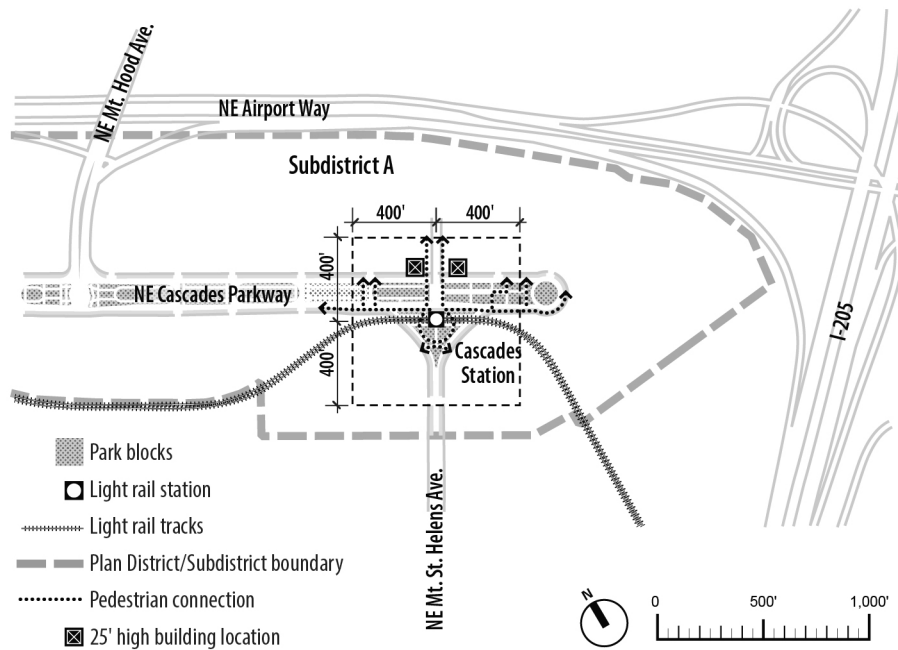 NE Mt. Hood Ave.
NE Airport Way
Subdistrict A
400' 400'
400'
NE Cascades Parkway
I-205
400'
Cascades
Station
Park blocks
Light rail station
Light rail tracks
Plan District/Subdistrict boundary
Pedestrian connection
25' high building location
NE Mt. St. Helens Ave.
N
0 500' 1,000'